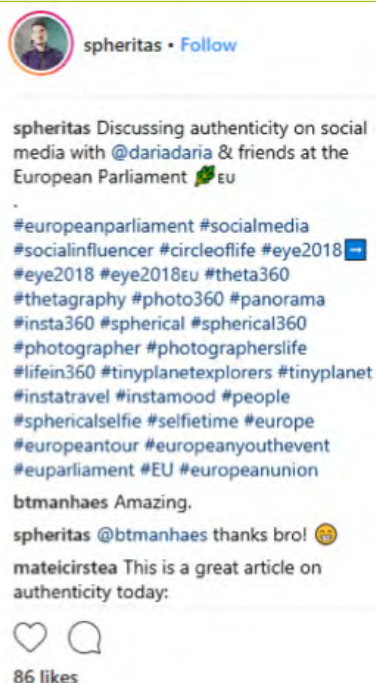 spheritas • Follow
spheritas Discussing authenticity on social
media with @dariadaria & friends at the
European Parliament 🌿 EU
.
#europeanparliament #socialmedia
#socialinfluencer #circleoflife #eye2018➡
#eye2018 #eye2018EU #theta360
#thetagraphy #photo360 #panorama
#insta360 #spherical #spherical360
#photographer #photographerslife
#lifein360 #tinyplanetexplorers #tinyplanet
#instatravel #instamood #people
#sphericalselfie #selfietime #europe
#europeantour #europeanyouthevent
#euparliament #EU #europeanunion
btmanhaes Amazing.
spheritas @btmanhaes thanks bro! 😁
mateicirstea This is a great article on
authenticity today:
86 likes